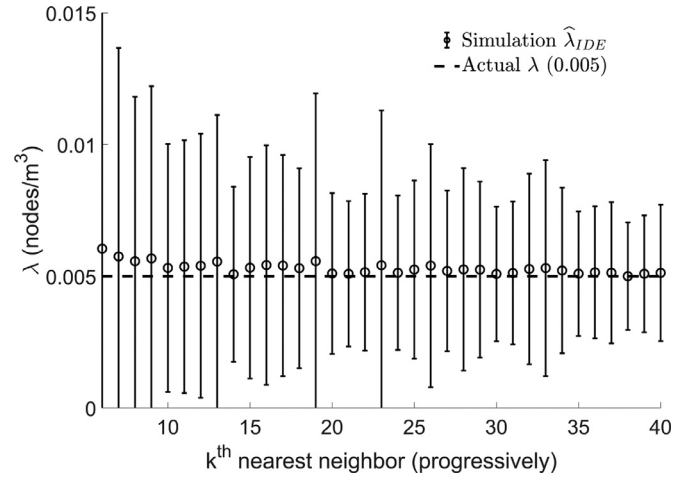 0.015
Simulation λ̂_IDE
Actual λ (0.005)
0.01
λ (nodes/m³)
0.005
0
10 15 20 25 30 35 40
kᵗʰ nearest neighbor (progressively)